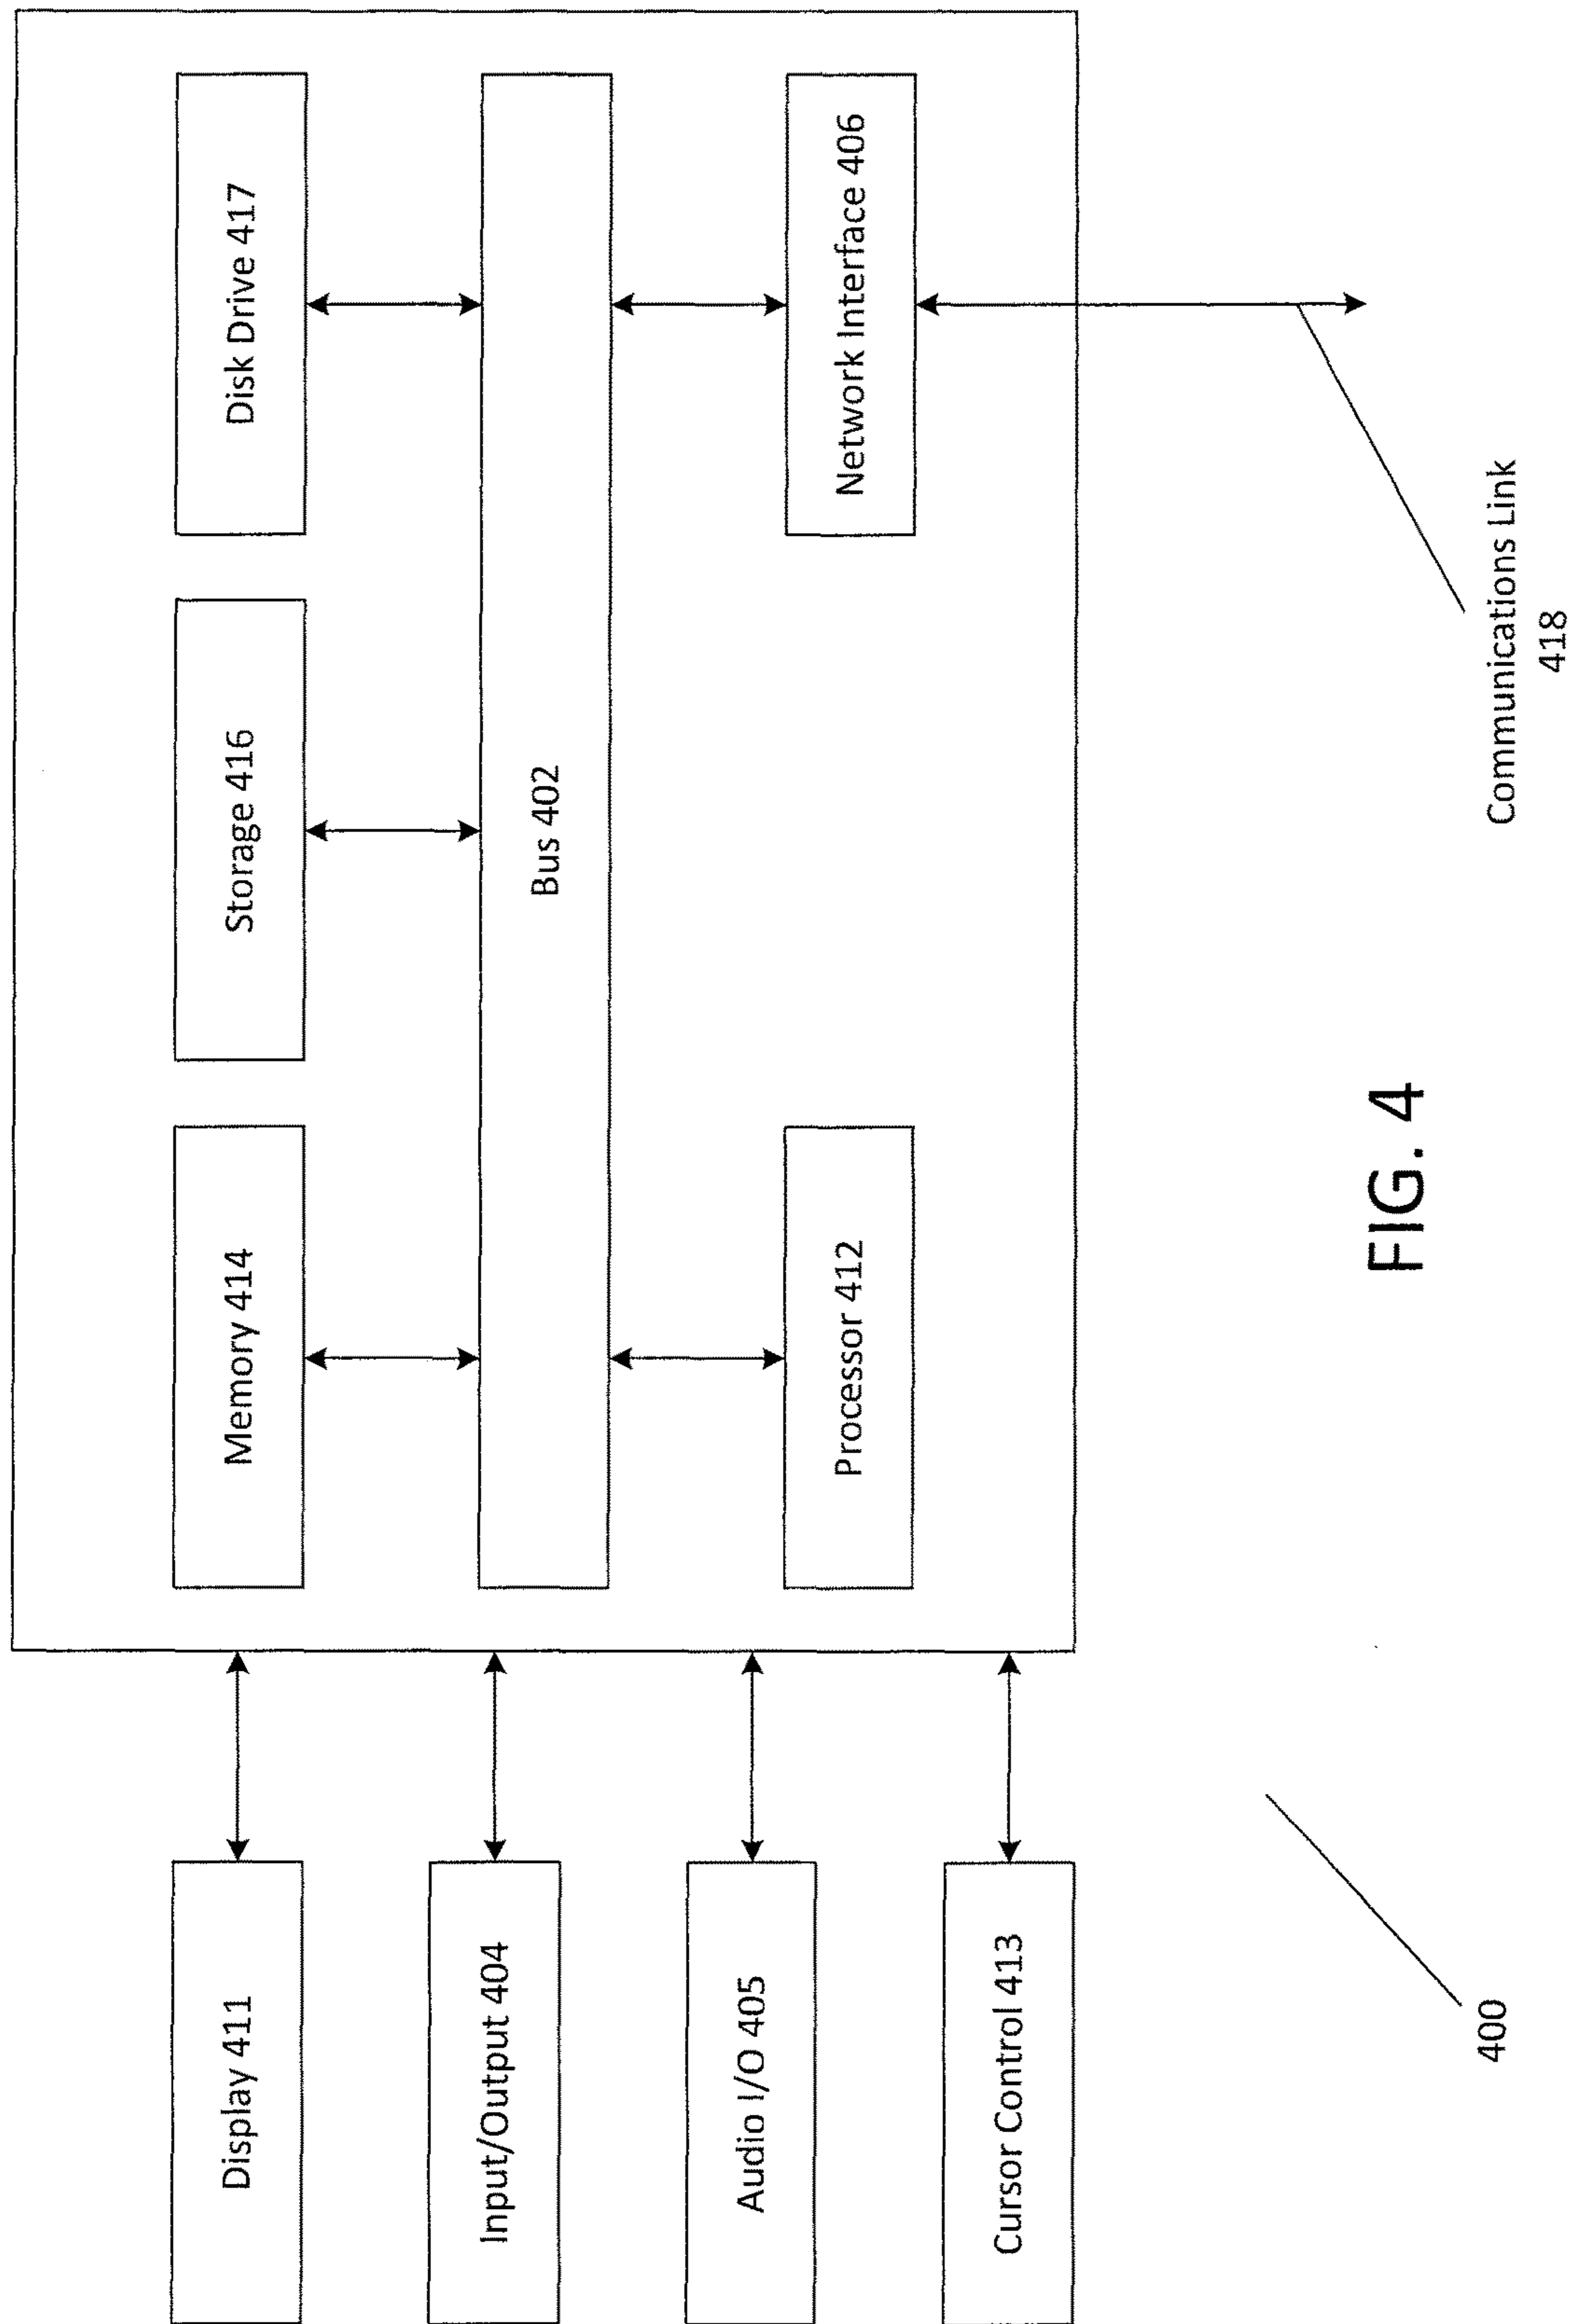 Display 411
Memory 414
Storage 416
Disk Drive 417
Input/Output 404
Bus 402
Audio I/O 405
Processor 412
Network Interface 406
Cursor Control 413
FIG. 4
Communications Link
418
400